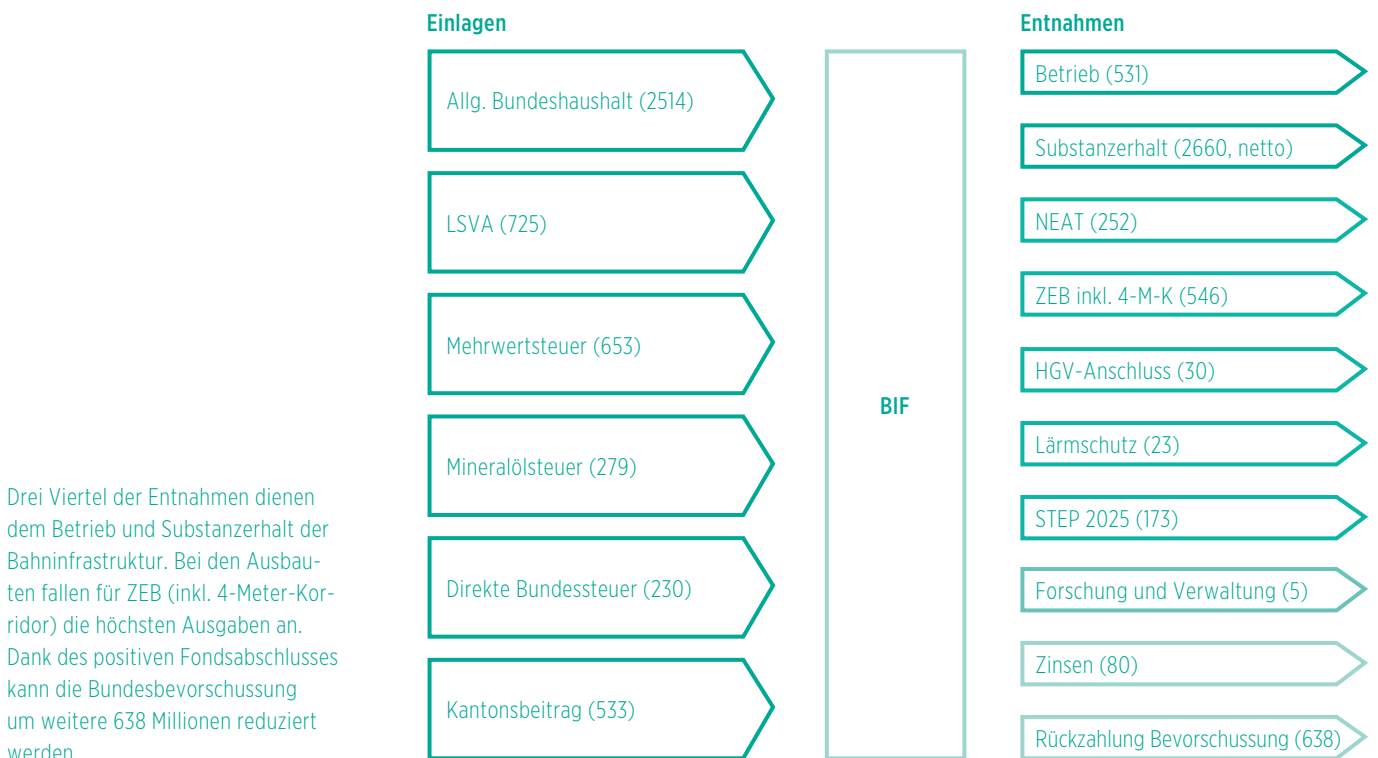 Drei Viertel der Entnahmen dienen
dem Betrieb und Substanzerhalt der
Bahninfrastruktur. Bei den Ausbau-
ten fallen für ZEB (inkl. 4-Meter-Kor-
ridor) die höchsten Ausgaben an.
Dank des positiven Fondsabschlusses
kann die Bundesbevorschussung
um weitere 638 Millionen reduziert
werden
Einlagen
Allg. Bundeshaushalt (2514)
LSVA (725)
Mehrwertsteuer (653)
Mineralölsteuer (279)
Direkte Bundessteuer (230)
Kantonsbeitrag (533)
BIF
Entnahmen
Betrieb (531)
Substanzerhalt (2660, netto)
NEAT (252)
ZEB inkl. 4-M-K (546)
HGV-Anschluss (30)
Lärmschutz (23)
STEP 2025 (173)
Forschung und Verwaltung (5)
Zinsen (80)
Rückzahlung Bevorschussung (638)